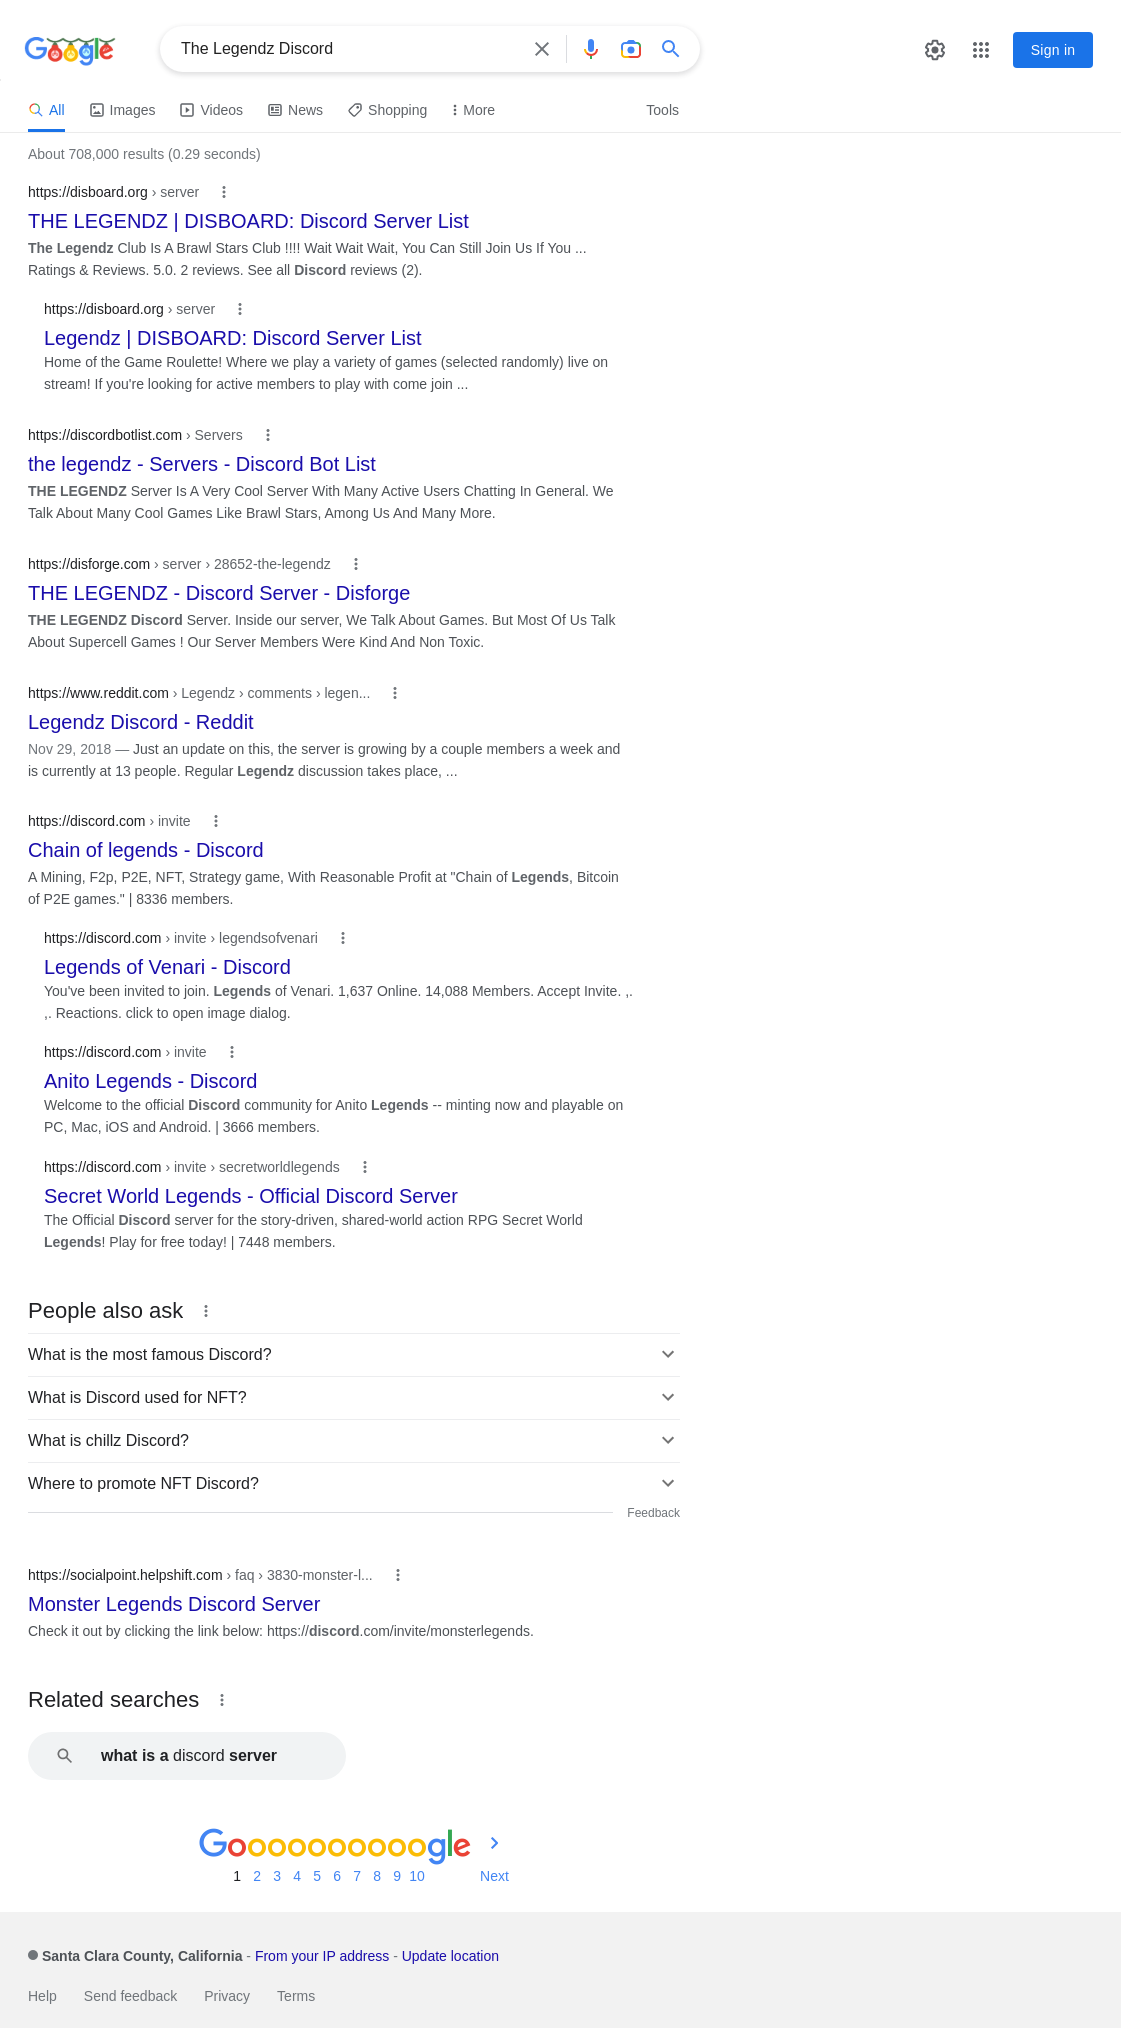 Google
The Legendz Discord
Sign in
All Images Videos News Shopping More Tools
About 708,000 results (0.29 seconds)
https://disboard.org › server
THE LEGENDZ | DISBOARD: Discord Server List
The Legendz Club Is A Brawl Stars Club !!!! Wait Wait Wait, You Can Still Join Us If You ...
Ratings & Reviews. 5.0. 2 reviews. See all Discord reviews (2).
https://disboard.org › server
Legendz | DISBOARD: Discord Server List
Home of the Game Roulette! Where we play a variety of games (selected randomly) live on
stream! If you're looking for active members to play with come join ...
https://discordbotlist.com › Servers
the legendz - Servers - Discord Bot List
THE LEGENDZ Server Is A Very Cool Server With Many Active Users Chatting In General. We
Talk About Many Cool Games Like Brawl Stars, Among Us And Many More.
https://disforge.com › server › 28652-the-legendz
THE LEGENDZ - Discord Server - Disforge
THE LEGENDZ Discord Server. Inside our server, We Talk About Games. But Most Of Us Talk
About Supercell Games ! Our Server Members Were Kind And Non Toxic.
https://www.reddit.com › Legendz › comments › legen...
Legendz Discord - Reddit
Nov 29, 2018 — Just an update on this, the server is growing by a couple members a week and
is currently at 13 people. Regular Legendz discussion takes place, ...
https://discord.com › invite
Chain of legends - Discord
A Mining, F2p, P2E, NFT, Strategy game, With Reasonable Profit at "Chain of Legends, Bitcoin
of P2E games." | 8336 members.
https://discord.com › invite › legendsofvenari
Legends of Venari - Discord
You've been invited to join. Legends of Venari. 1,637 Online. 14,088 Members. Accept Invite. ,.
,. Reactions. click to open image dialog.
https://discord.com › invite
Anito Legends - Discord
Welcome to the official Discord community for Anito Legends -- minting now and playable on
PC, Mac, iOS and Android. | 3666 members.
https://discord.com › invite › secretworldlegends
Secret World Legends - Official Discord Server
The Official Discord server for the story-driven, shared-world action RPG Secret World
Legends! Play for free today! | 7448 members.
People also ask
What is the most famous Discord?
What is Discord used for NFT?
What is chillz Discord?
Where to promote NFT Discord?
Feedback
https://socialpoint.helpshift.com › faq › 3830-monster-l...
Monster Legends Discord Server
Check it out by clicking the link below: https://discord.com/invite/monsterlegends.
Related searches
what is a discord server
Goooooooooogle
1 2 3 4 5 6 7 8 9 10 Next
Santa Clara County, California - From your IP address - Update location
Help Send feedback Privacy Terms